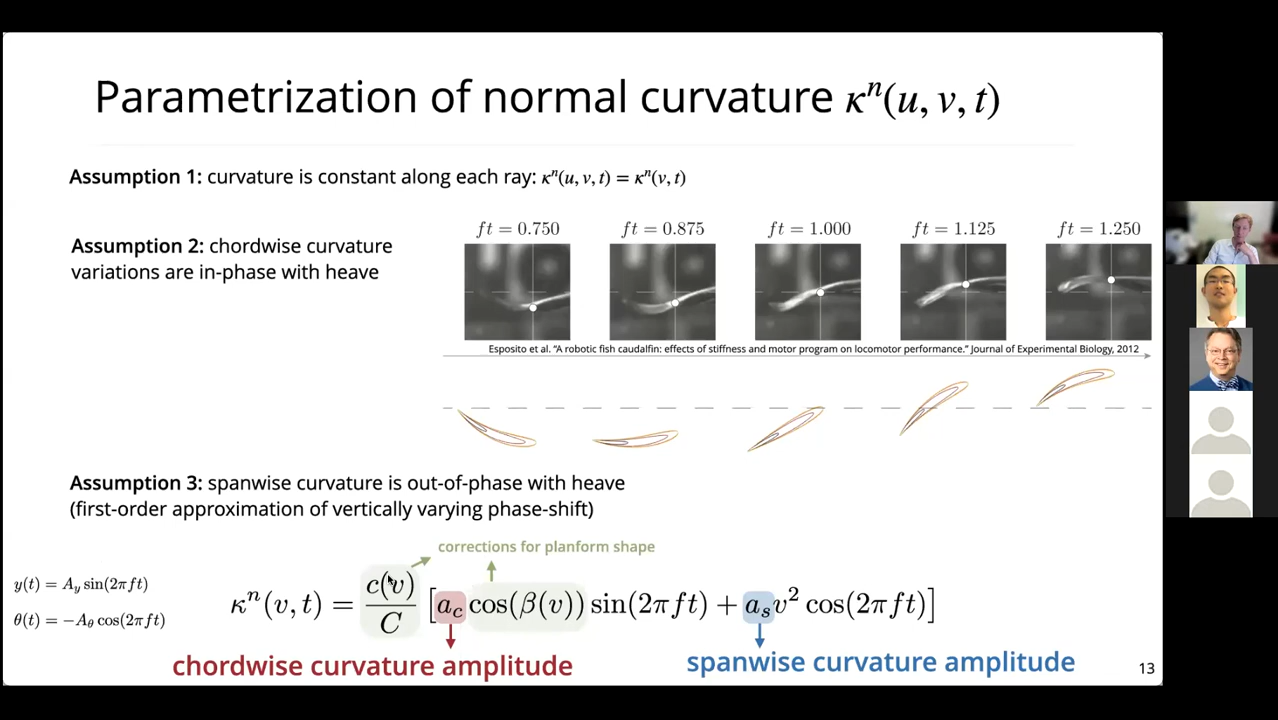 Parametrization of normal curvature κⁿ(u, v, t)
Assumption 1: curvature is constant along each ray: κⁿ(u, v, t) = κⁿ(v, t)
Assumption 2: chordwise curvature
variations are in-phase with heave
ft = 0.750 ft = 0.875 ft = 1.000 ft = 1.125 ft = 1.250
Esposito et al. “A robotic fish caudalfin: effects of stiffness and motor program on locomotor performance.” Journal of Experimental Biology, 2012
Assumption 3: spanwise curvature is out-of-phase with heave
(first-order approximation of vertically varying phase-shift)
corrections for planform shape
y(t) = A_y sin(2πft)
θ(t) = −A_θ cos(2πft)
κⁿ(v, t) = c(v)/C [a_c cos(β(v)) sin(2πft) + a_s v² cos(2πft)]
chordwise curvature amplitude
spanwise curvature amplitude
13